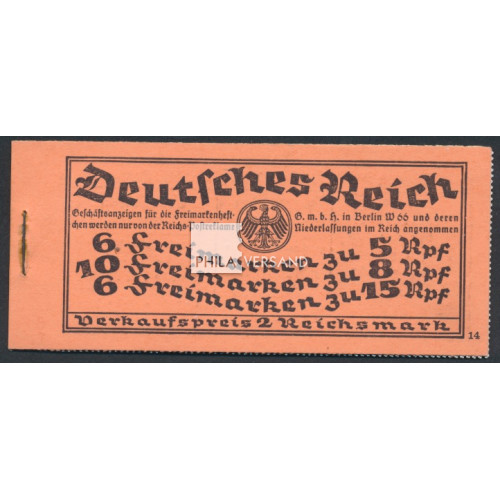 Deutsches Reich
Geschäftsanzeigen für die Freimarkenheft-
chen werden nur von der Reichs-Postreklame
G. m. b. H. in Berlin W 66 und deren
Niederlassungen im Reich angenommen
6 Freimarken zu 5 Rpf
10 Freimarken zu 8 Rpf
6 Freimarken zu 15 Rpf
Verkaufspreis 2 Reichsmark
14
PHILASVERSAND